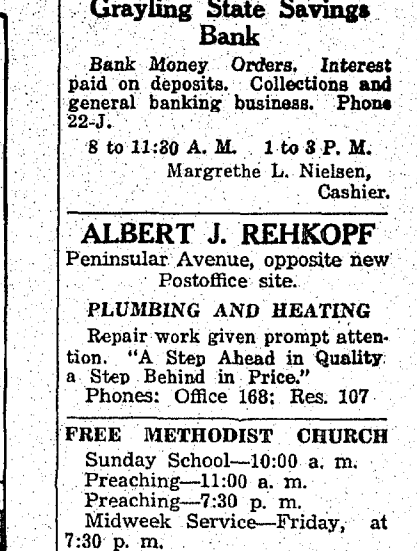 Grayling State Savings
Bank
Bank Money Orders. Interest
paid on deposits. Collections and
general banking business. Phone
22-J.
8 to 11:30 A. M. 1 to 3 P. M.
Margrethe L. Nielsen,
Cashier.
ALBERT J. REHKOPF
Peninsular Avenue, opposite new
Postoffice site.
PLUMBING AND HEATING
Repair work given prompt atten-
tion. "A Step Ahead in Quality
a Step Behind in Price."
Phones: Office 168; Res. 107
FREE METHODIST CHURCH
Sunday School—10:00 a. m.
Preaching—11:00 a. m.
Preaching—7:30 p. m.
Midweek Service—Friday, at
7:30 p. m.